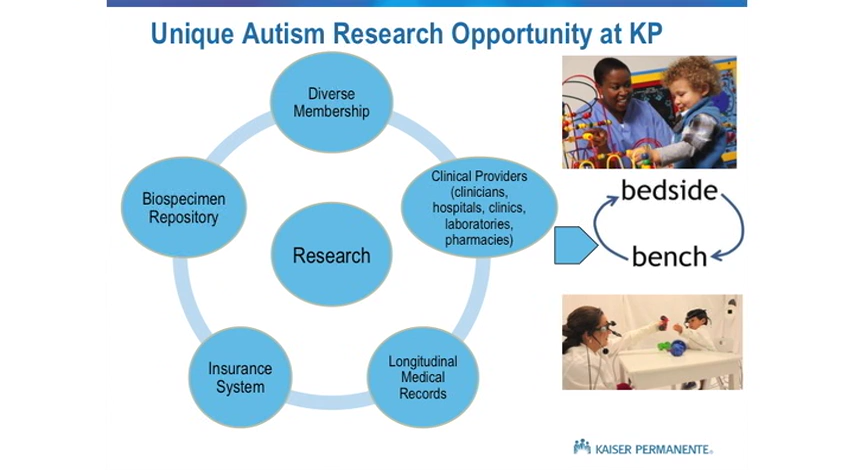 Unique Autism Research Opportunity at KP
Diverse
Membership
Clinical Providers
(clinicians,
hospitals, clinics,
laboratories,
pharmacies)
Biospecimen
Repository
Research
Insurance
System
Longitudinal
Medical
Records
bedside
bench
KAISER PERMANENTE®